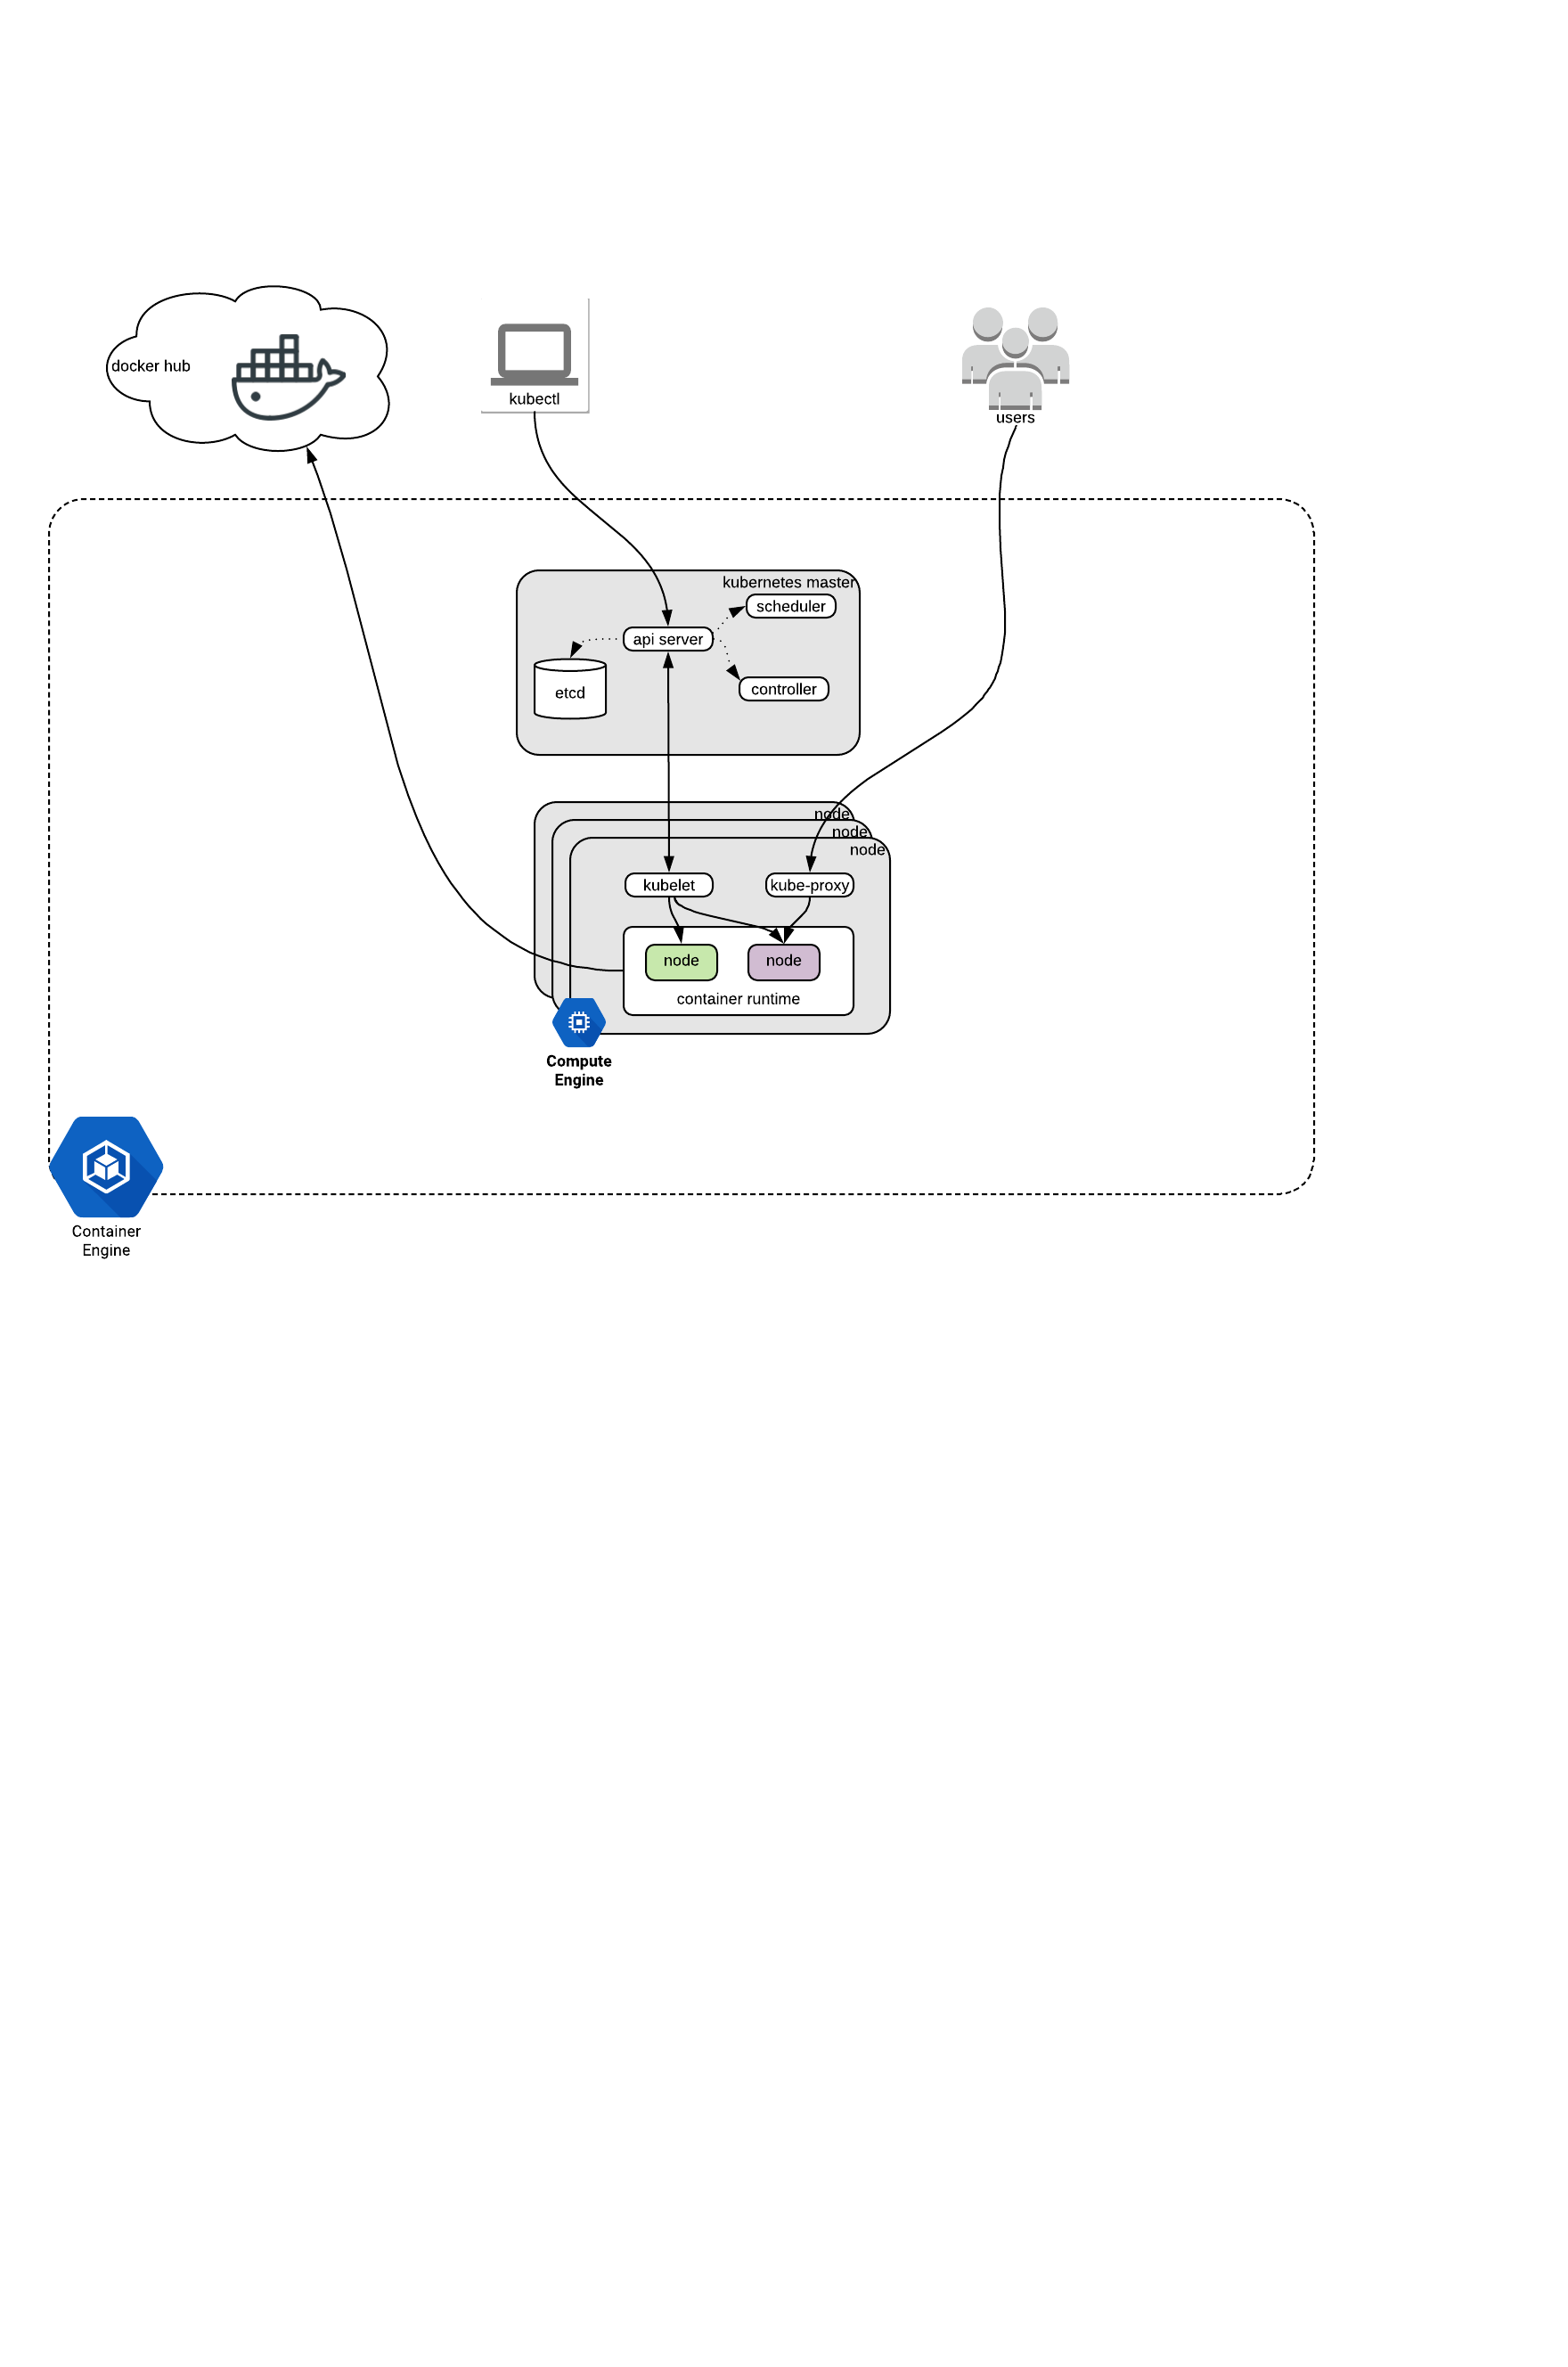 docker hub
kubectl
users
kubernetes master
scheduler
api server
etcd
controller
node
node
node
kubelet
kube-proxy
node
node
container runtime
Compute
Engine
Container
Engine